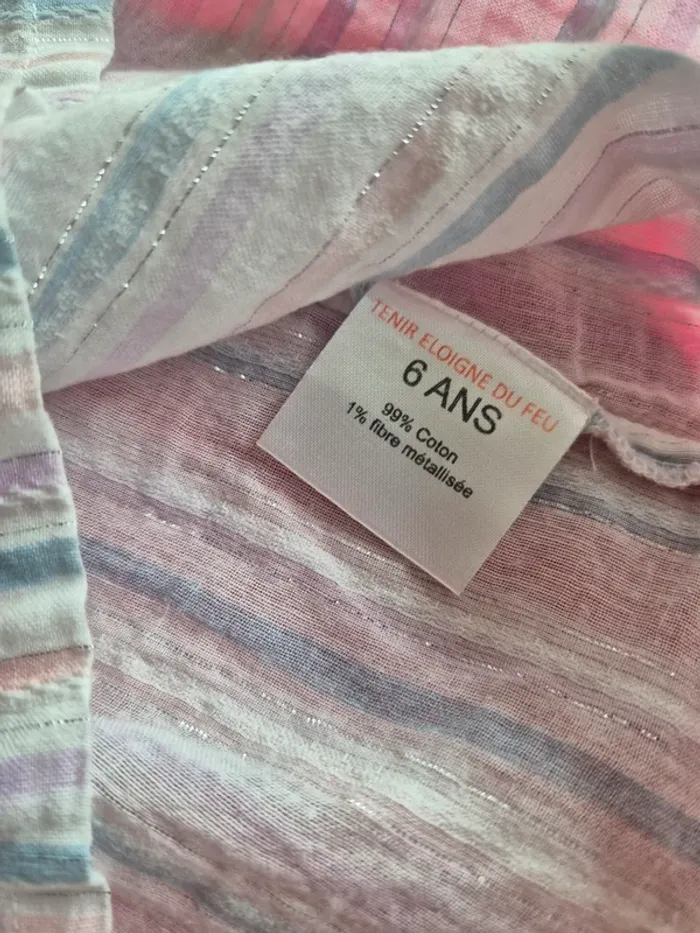 TENIR ELOIGNE DU FEU
6 ANS
99% Coton
1% fibre métallisée